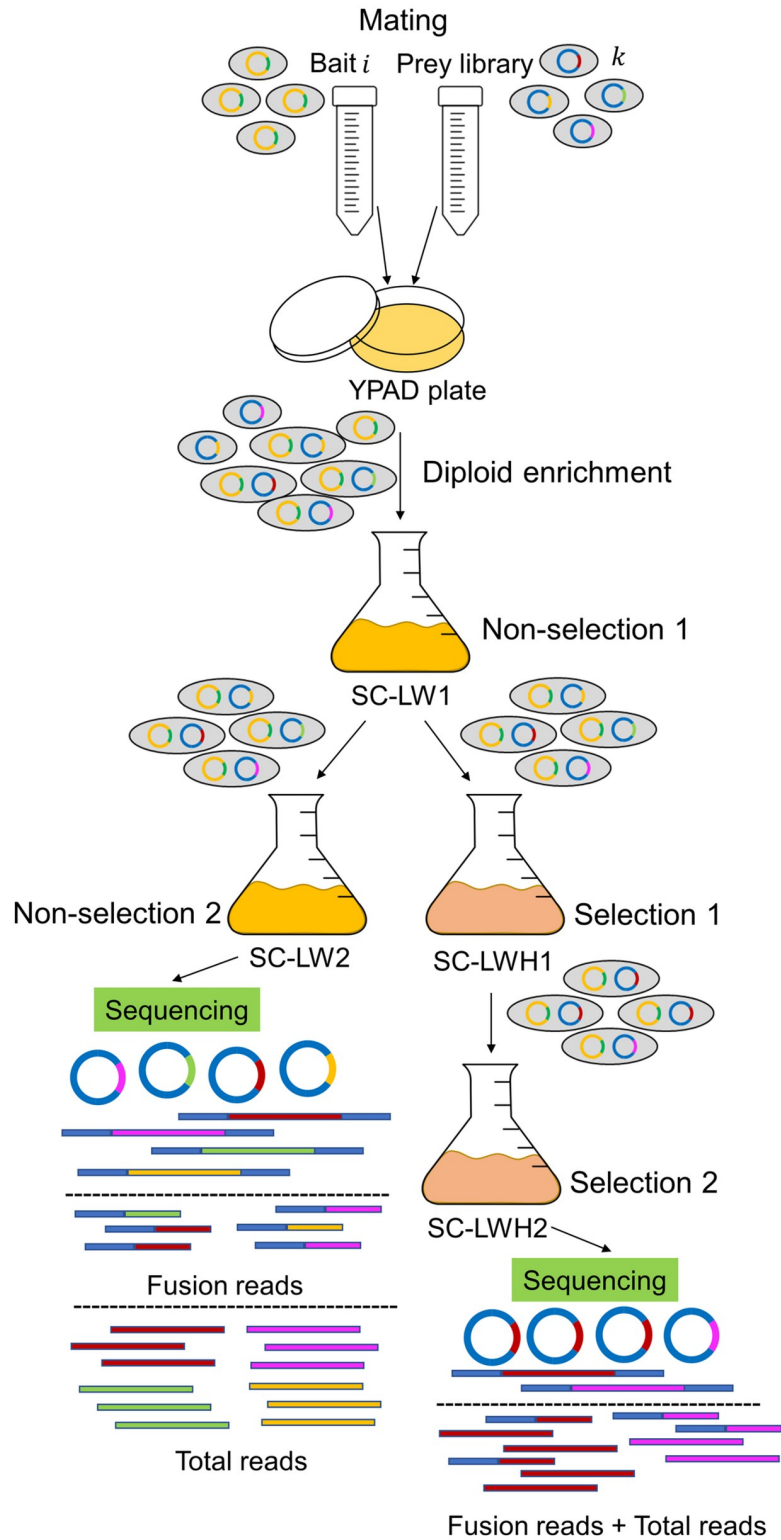 Mating
Bait i
Prey library
k
YPAD plate
Diploid enrichment
Non-selection 1
SC-LW1
Non-selection 2
Selection 1
SC-LW2
SC-LWH1
Sequencing
Selection 2
SC-LWH2
Fusion reads
Sequencing
Total reads
Fusion reads + Total reads